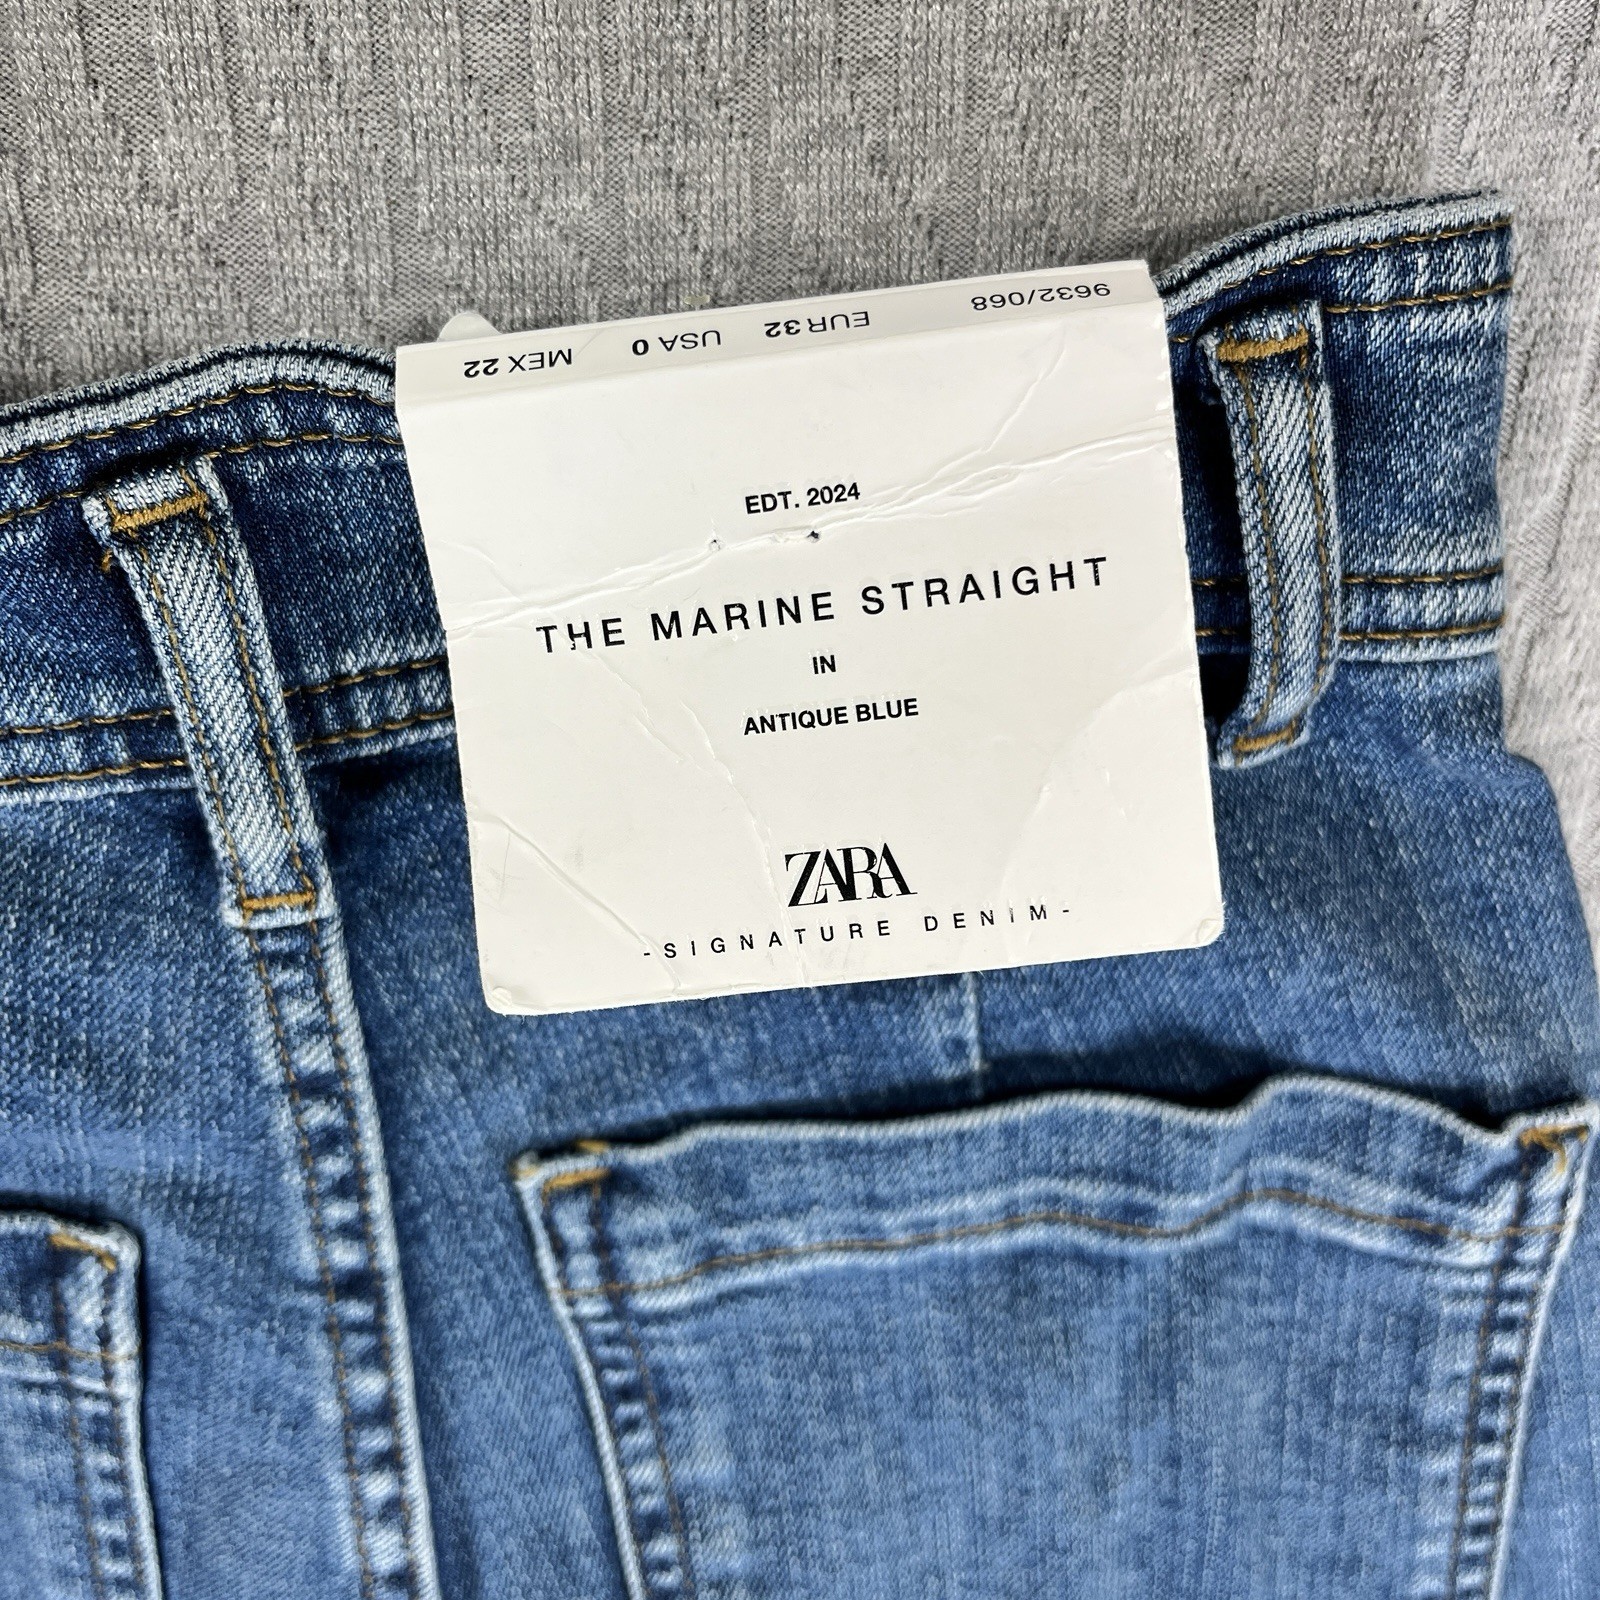 9632/068 EUR 32 USA 0 MEX 22
EDT. 2024
THE MARINE STRAIGHT
IN
ANTIQUE BLUE
ZARA
-SIGNATURE DENIM-